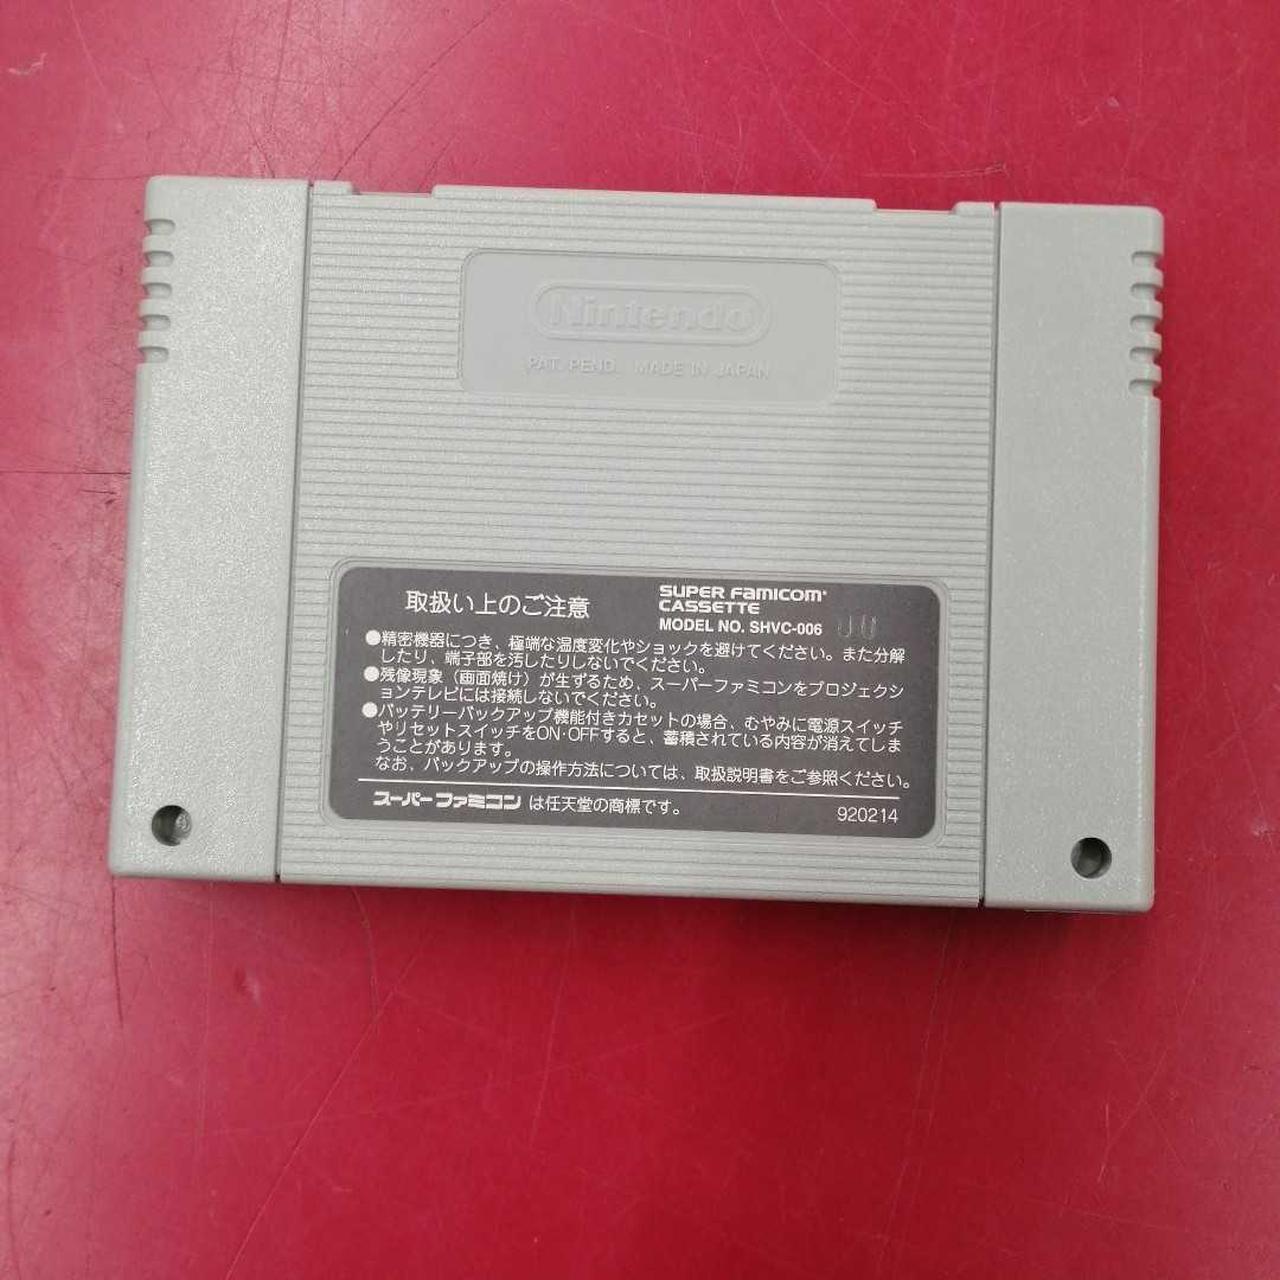 Nintendo
PAT. PEND. MADE IN JAPAN
取扱い上のご注意
SUPER FAMICOM
CASSETTE
MODEL NO. SHVC-006
●精密機器につき、極端な温度変化やショックを避けてください。また分解
したり、端子部を汚したりしないでください。
●残像現象（画面焼け）が生ずるため、スーパーファミコンをプロジェクシ
ョンテレビには接続しないでください。
●バッテリーバックアップ機能付きカセットの場合、むやみに電源スイッチ
やリセットスイッチをON·OFFすると、蓄積されている内容が消えてしま
うことがあります。
なお、バックアップの操作方法については、取扱説明書をご参照ください。
スーパーファミコン は任天堂の商標です。
920214